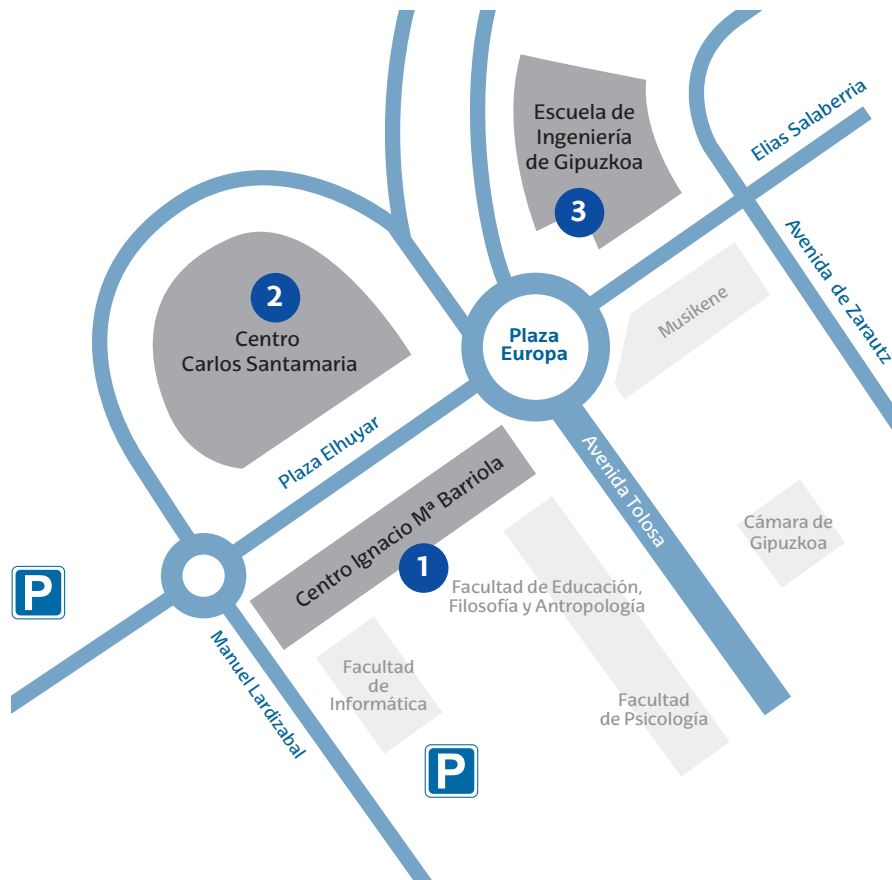 Escuela de
Ingeniería
de Gipuzkoa
3
Elias Salaberria
Avenida de Zarautz
2
Centro
Carlos Santamaria
Plaza
Europa
Musikene
Plaza Elhuyar
Centro Ignacio Mª Barriola
1
Avenida Tolosa
Cámara de
Gipuzkoa
P
Facultad de Educación,
Filosofía y Antropología
Manuel Lardizabal
Facultad
de
Informática
Facultad
de Psicología
P